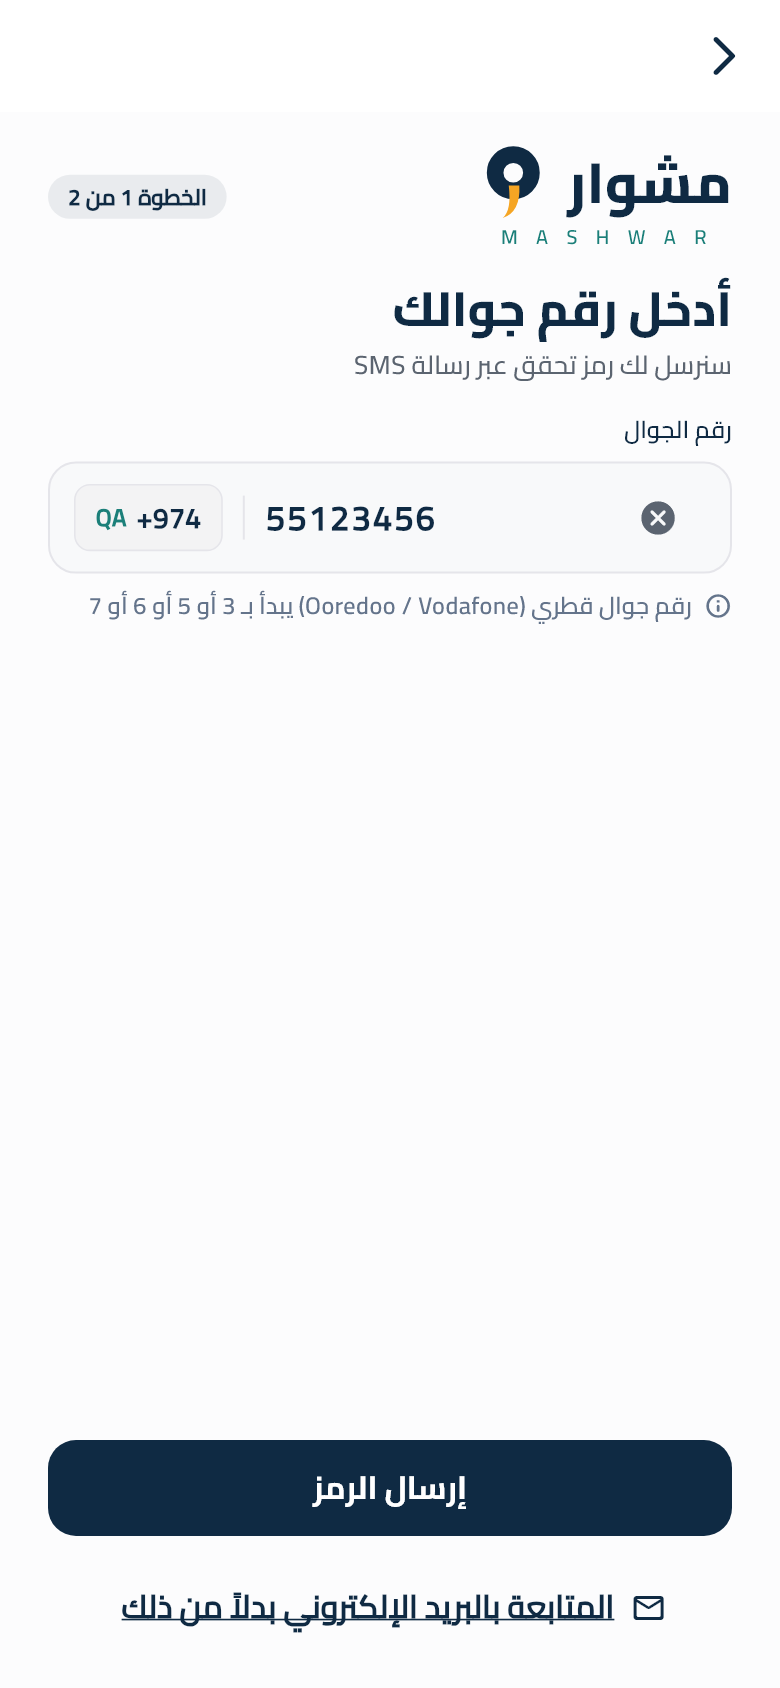 مشوار
MASHWAR
الخطوة 1 من 2
أدخل رقم جوالك
سنرسل لك رمز تحقق عبر رسالة SMS
رقم الجوال
QA +974 55123456
رقم جوال قطري (Ooredoo / Vodafone) يبدأ بـ 3 أو 5 أو 6 أو 7
إرسال الرمز
المتابعة بالبريد الإلكتروني بدلاً من ذلك